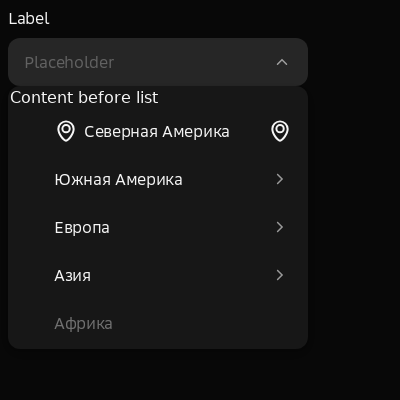 Label
Placeholder
Content before list
Северная Америка
Южная Америка
Европа
Азия
Африка